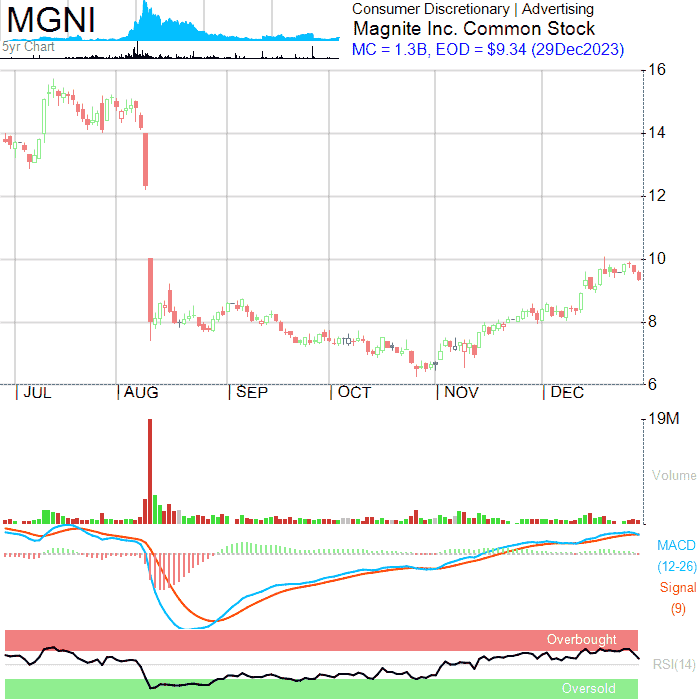 MGNI
5yr Chart
Consumer Discretionary | Advertising
Magnite Inc. Common Stock
MC = 1.3B, EOD = $9.34 (29Dec2023)
16
14
12
10
8
6
JUL AUG SEP OCT NOV DEC
19M
Volume
MACD
(12-26)
Signal
(9)
Overbought
RSI(14)
Oversold